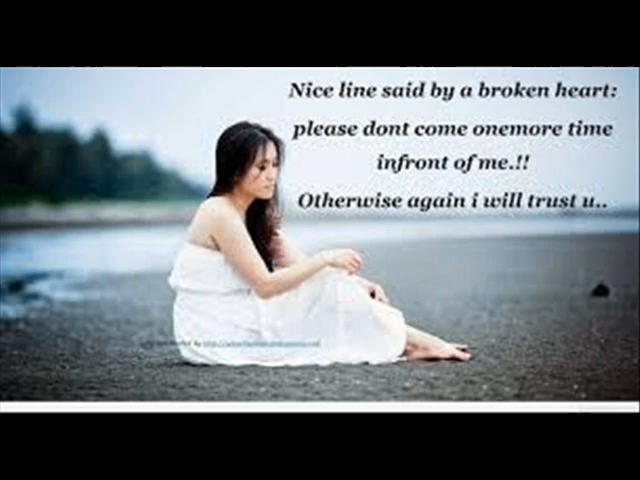 Nice line said by a broken heart:
please dont come onemore time
infront of me.!!
Otherwise again i will trust u..